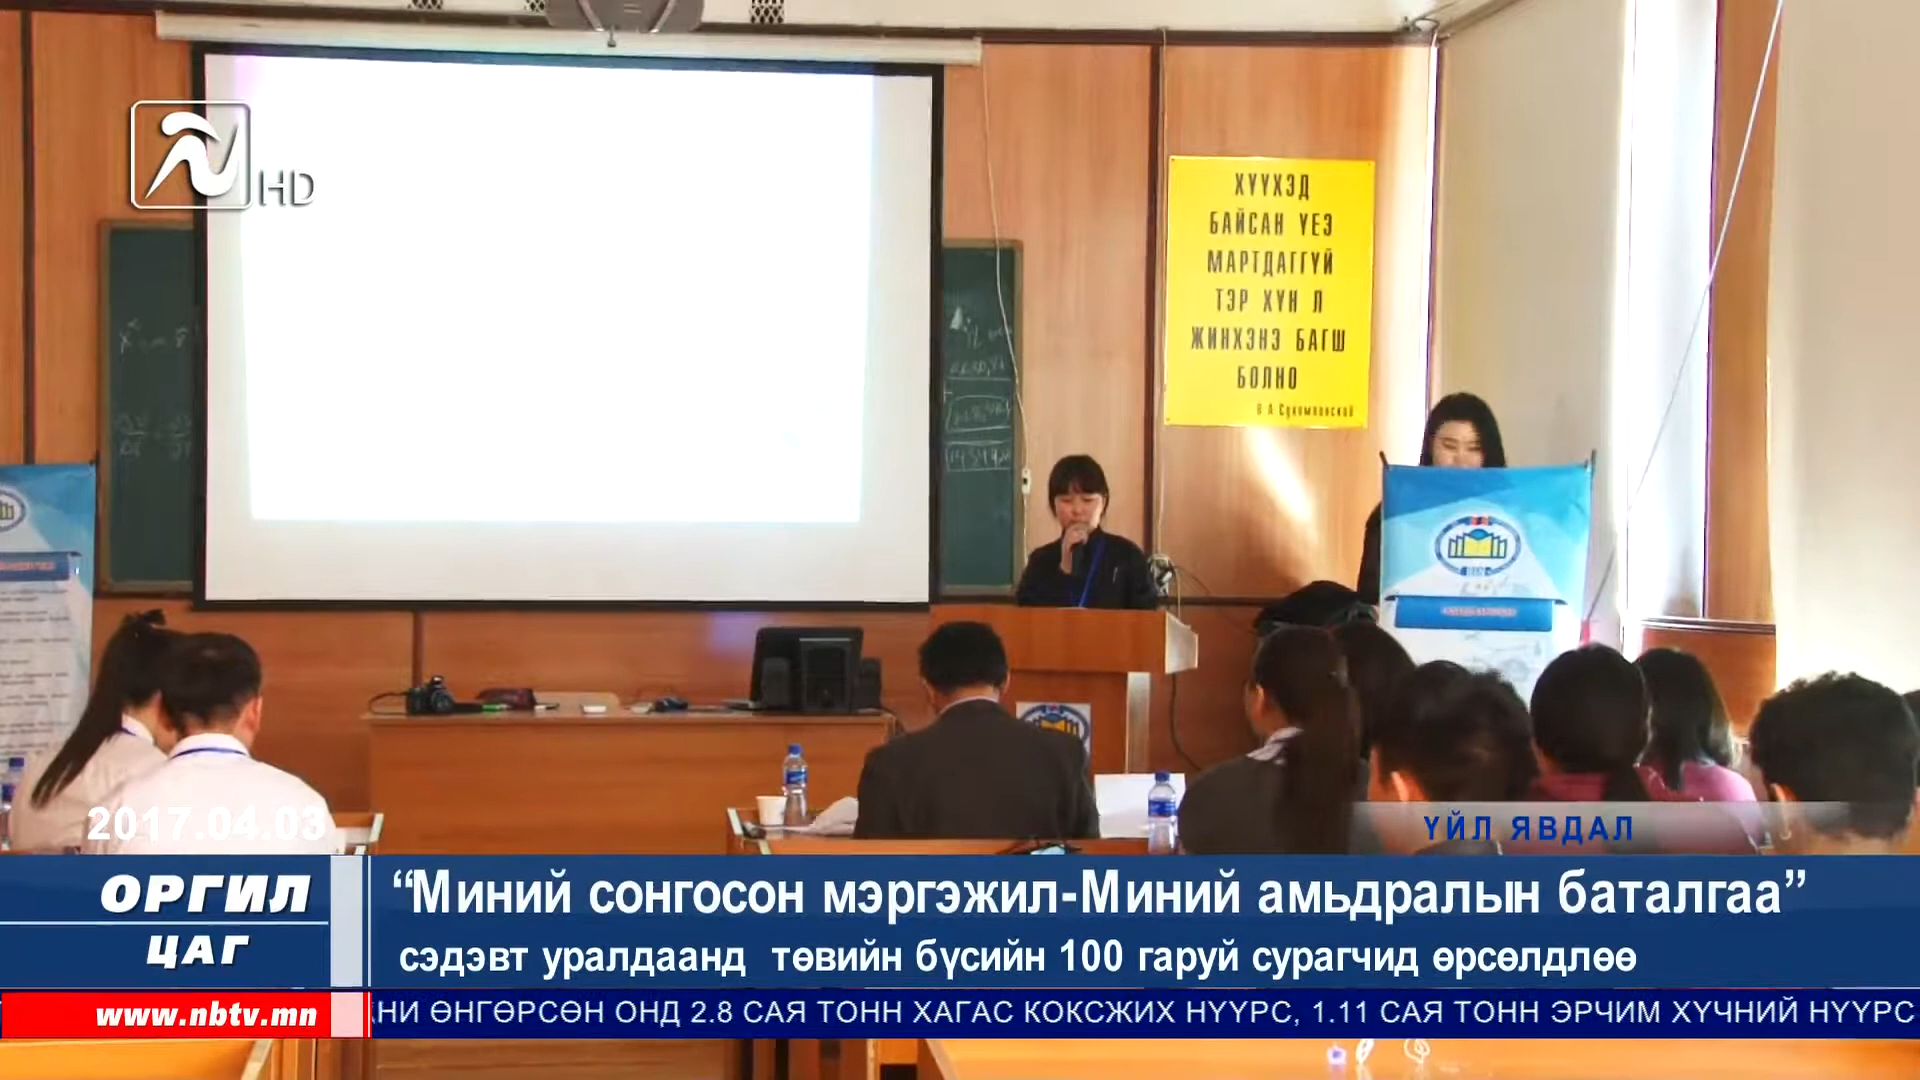 HD
ХҮҮХЭД
БАЙСАН ҮЕЭ
МАРТДАГГҮЙ
ТЭР ХҮН Л
ЖИНХЭНЭ БАГШ
БОЛНО
В.А.Сухомлинский
2017.04.03
ҮЙЛ ЯВДАЛ
ОРГИЛ
ЦАГ
“Миний сонгосон мэргэжил-Миний амьдралын баталгаа”
сэдэвт уралдаанд төвийн бүсийн 100 гаруй сурагчид өрсөлдлөө
www.nbtv.mn
ӨНГӨРСӨН ОНД 2.8 САЯ ТОНН ХАГАС КОКСЖИХ НҮҮРС, 1.11 САЯ ТОНН ЭРЧИМ ХҮЧНИЙ НҮҮРС